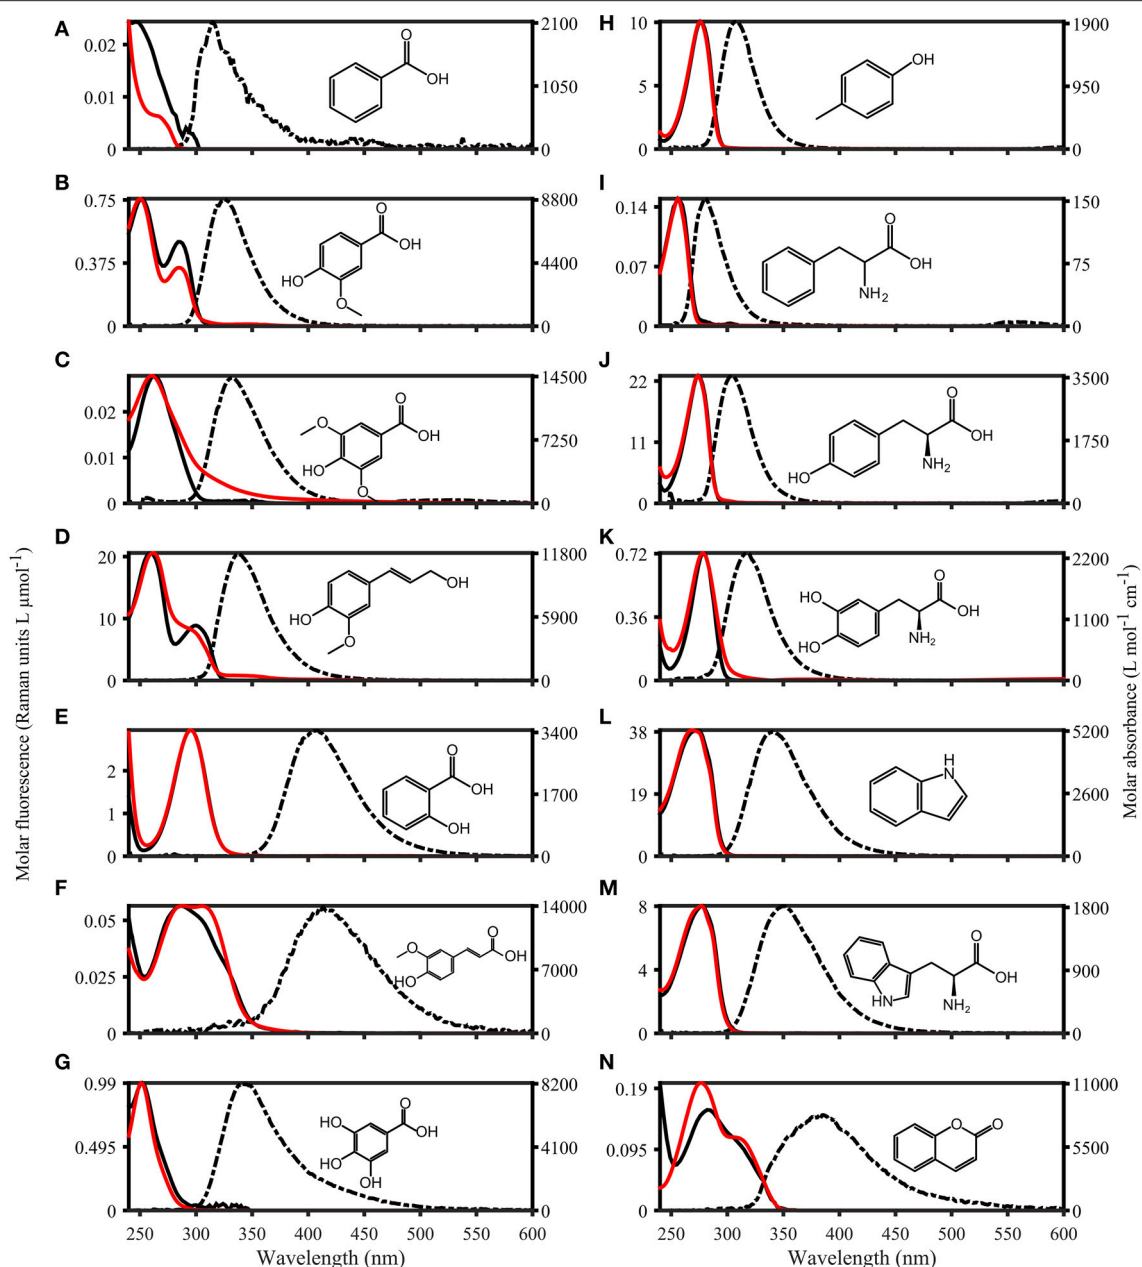 A
0.02
0.01
0
2100
1050
0
O
OH
H
10
5
0
1900
950
0
OH
B
0.75
0.375
0
8800
4400
0
O
OH
HO
O
I
0.14
0.07
0
150
75
0
O
OH
NH2
C
0.02
0.01
0
14500
7250
0
O
O
OH
HO
O
J
22
11
0
3500
1750
0
O
OH
NH2
HO
D
20
10
0
11800
5900
0
OH
HO
O
K
0.72
0.36
0
2200
1100
0
O
HO
OH
HO
NH2
E
2
1
0
3400
1700
0
O
OH
OH
L
38
19
0
5200
2600
0
H
N
F
0.05
0.025
0
14000
7000
0
O
O
OH
HO
M
8
4
0
1800
900
0
O
OH
HN
NH2
G
0.99
0.495
0
8200
4100
0
O
HO
OH
HO
OH
N
0.19
0.095
0
11000
5500
0
O
O
250 300 350 400 450 500 550 600
250 300 350 400 450 500 550 600
Wavelength (nm)
Wavelength (nm)
Molar fluorescence (Raman units L μmol-1)
Molar absorbance (L mol-1 cm-1)